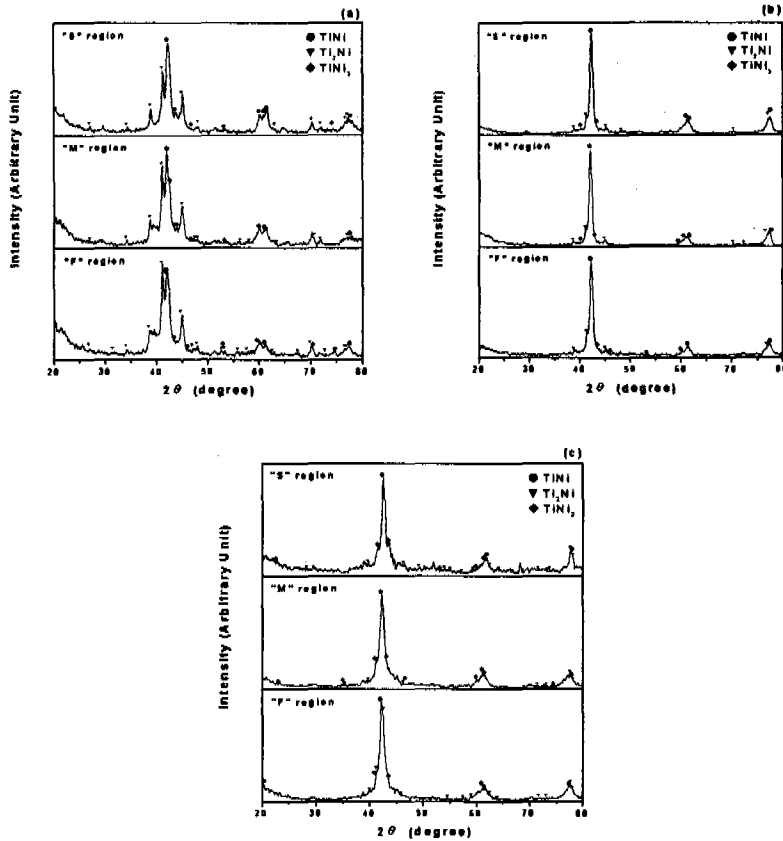 (a)
"S" region
TiNi
Ti₂Ni
TiNi₃
"M" region
"F" region
Intensity (Arbitrary Unit)
20 30 40 50 60 70 80
2θ (degree)
(b)
"S" region
TiNi
Ti₂Ni
TiNi₃
"M" region
"F" region
Intensity (Arbitrary Unit)
20 30 40 50 60 70 80
2θ (degree)
(c)
"S" region
TiNi
Ti₂Ni
TiNi₃
"M" region
"F" region
Intensity (Arbitrary Unit)
20 30 40 50 60 70 80
2θ (degree)